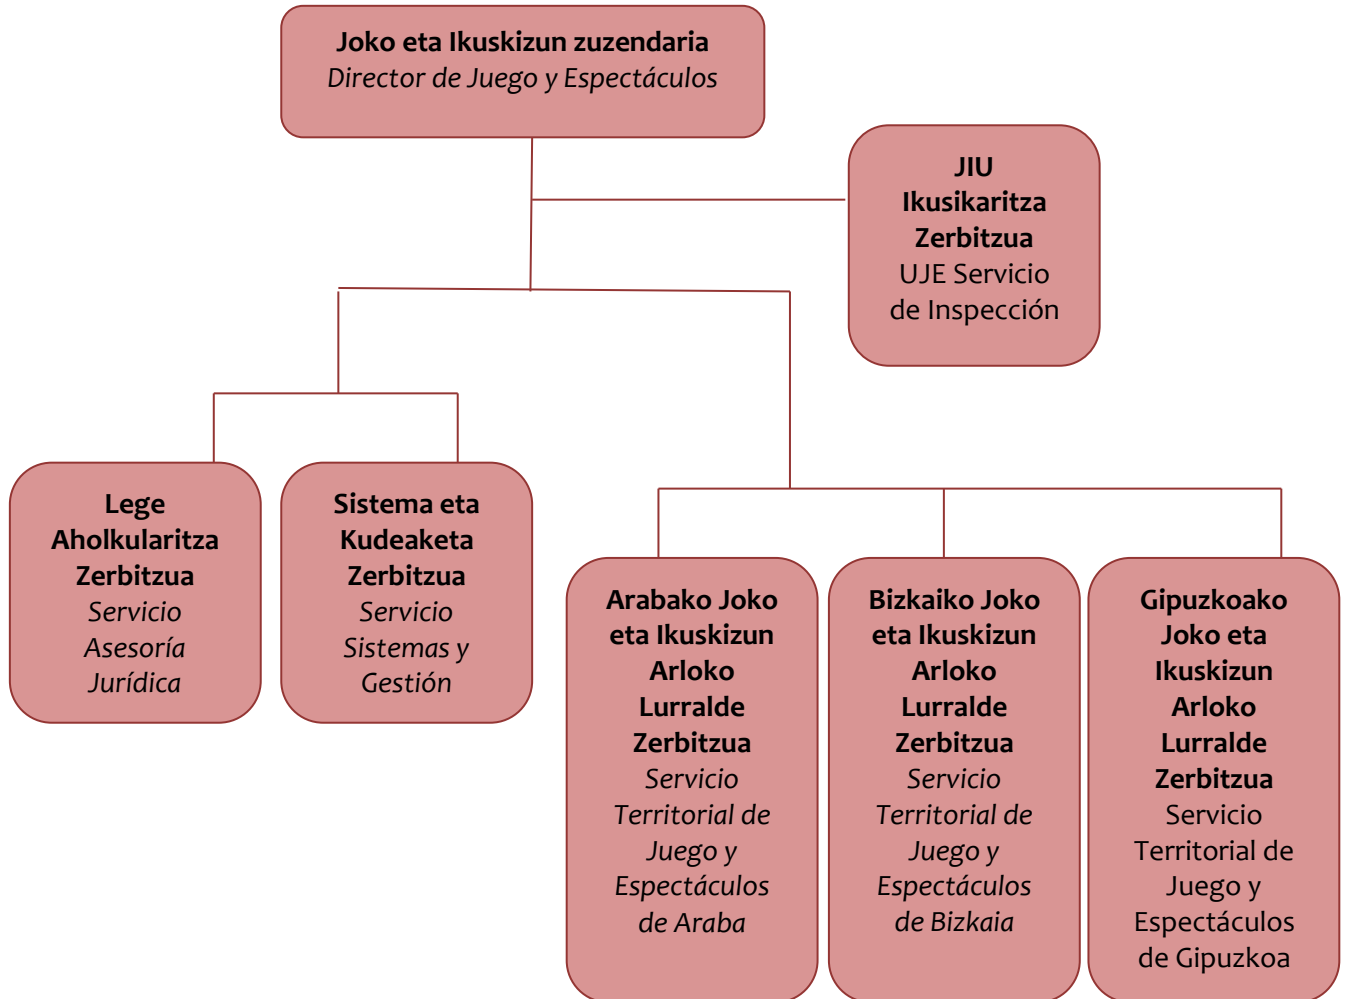 Joko eta Ikuskizun zuzendaria
Director de Juego y Espectáculos
JIU
Ikusikaritza
Zerbitzua
UJE Servicio
de Inspección
Lege
Aholkularitza
Zerbitzua
Servicio
Asesoría
Jurídica
Sistema eta
Kudeaketa
Zerbitzua
Servicio
Sistemas y
Gestión
Arabako Joko
eta Ikuskizun
Arloko
Lurralde
Zerbitzua
Servicio
Territorial de
Juego y
Espectáculos
de Araba
Bizkaiko Joko
eta Ikuskizun
Arloko
Lurralde
Zerbitzua
Servicio
Territorial de
Juego y
Espectáculos
de Bizkaia
Gipuzkoako
Joko eta
Ikuskizun
Arloko
Lurralde
Zerbitzua
Servicio
Territorial de
Juego y
Espectáculos
de Gipuzkoa